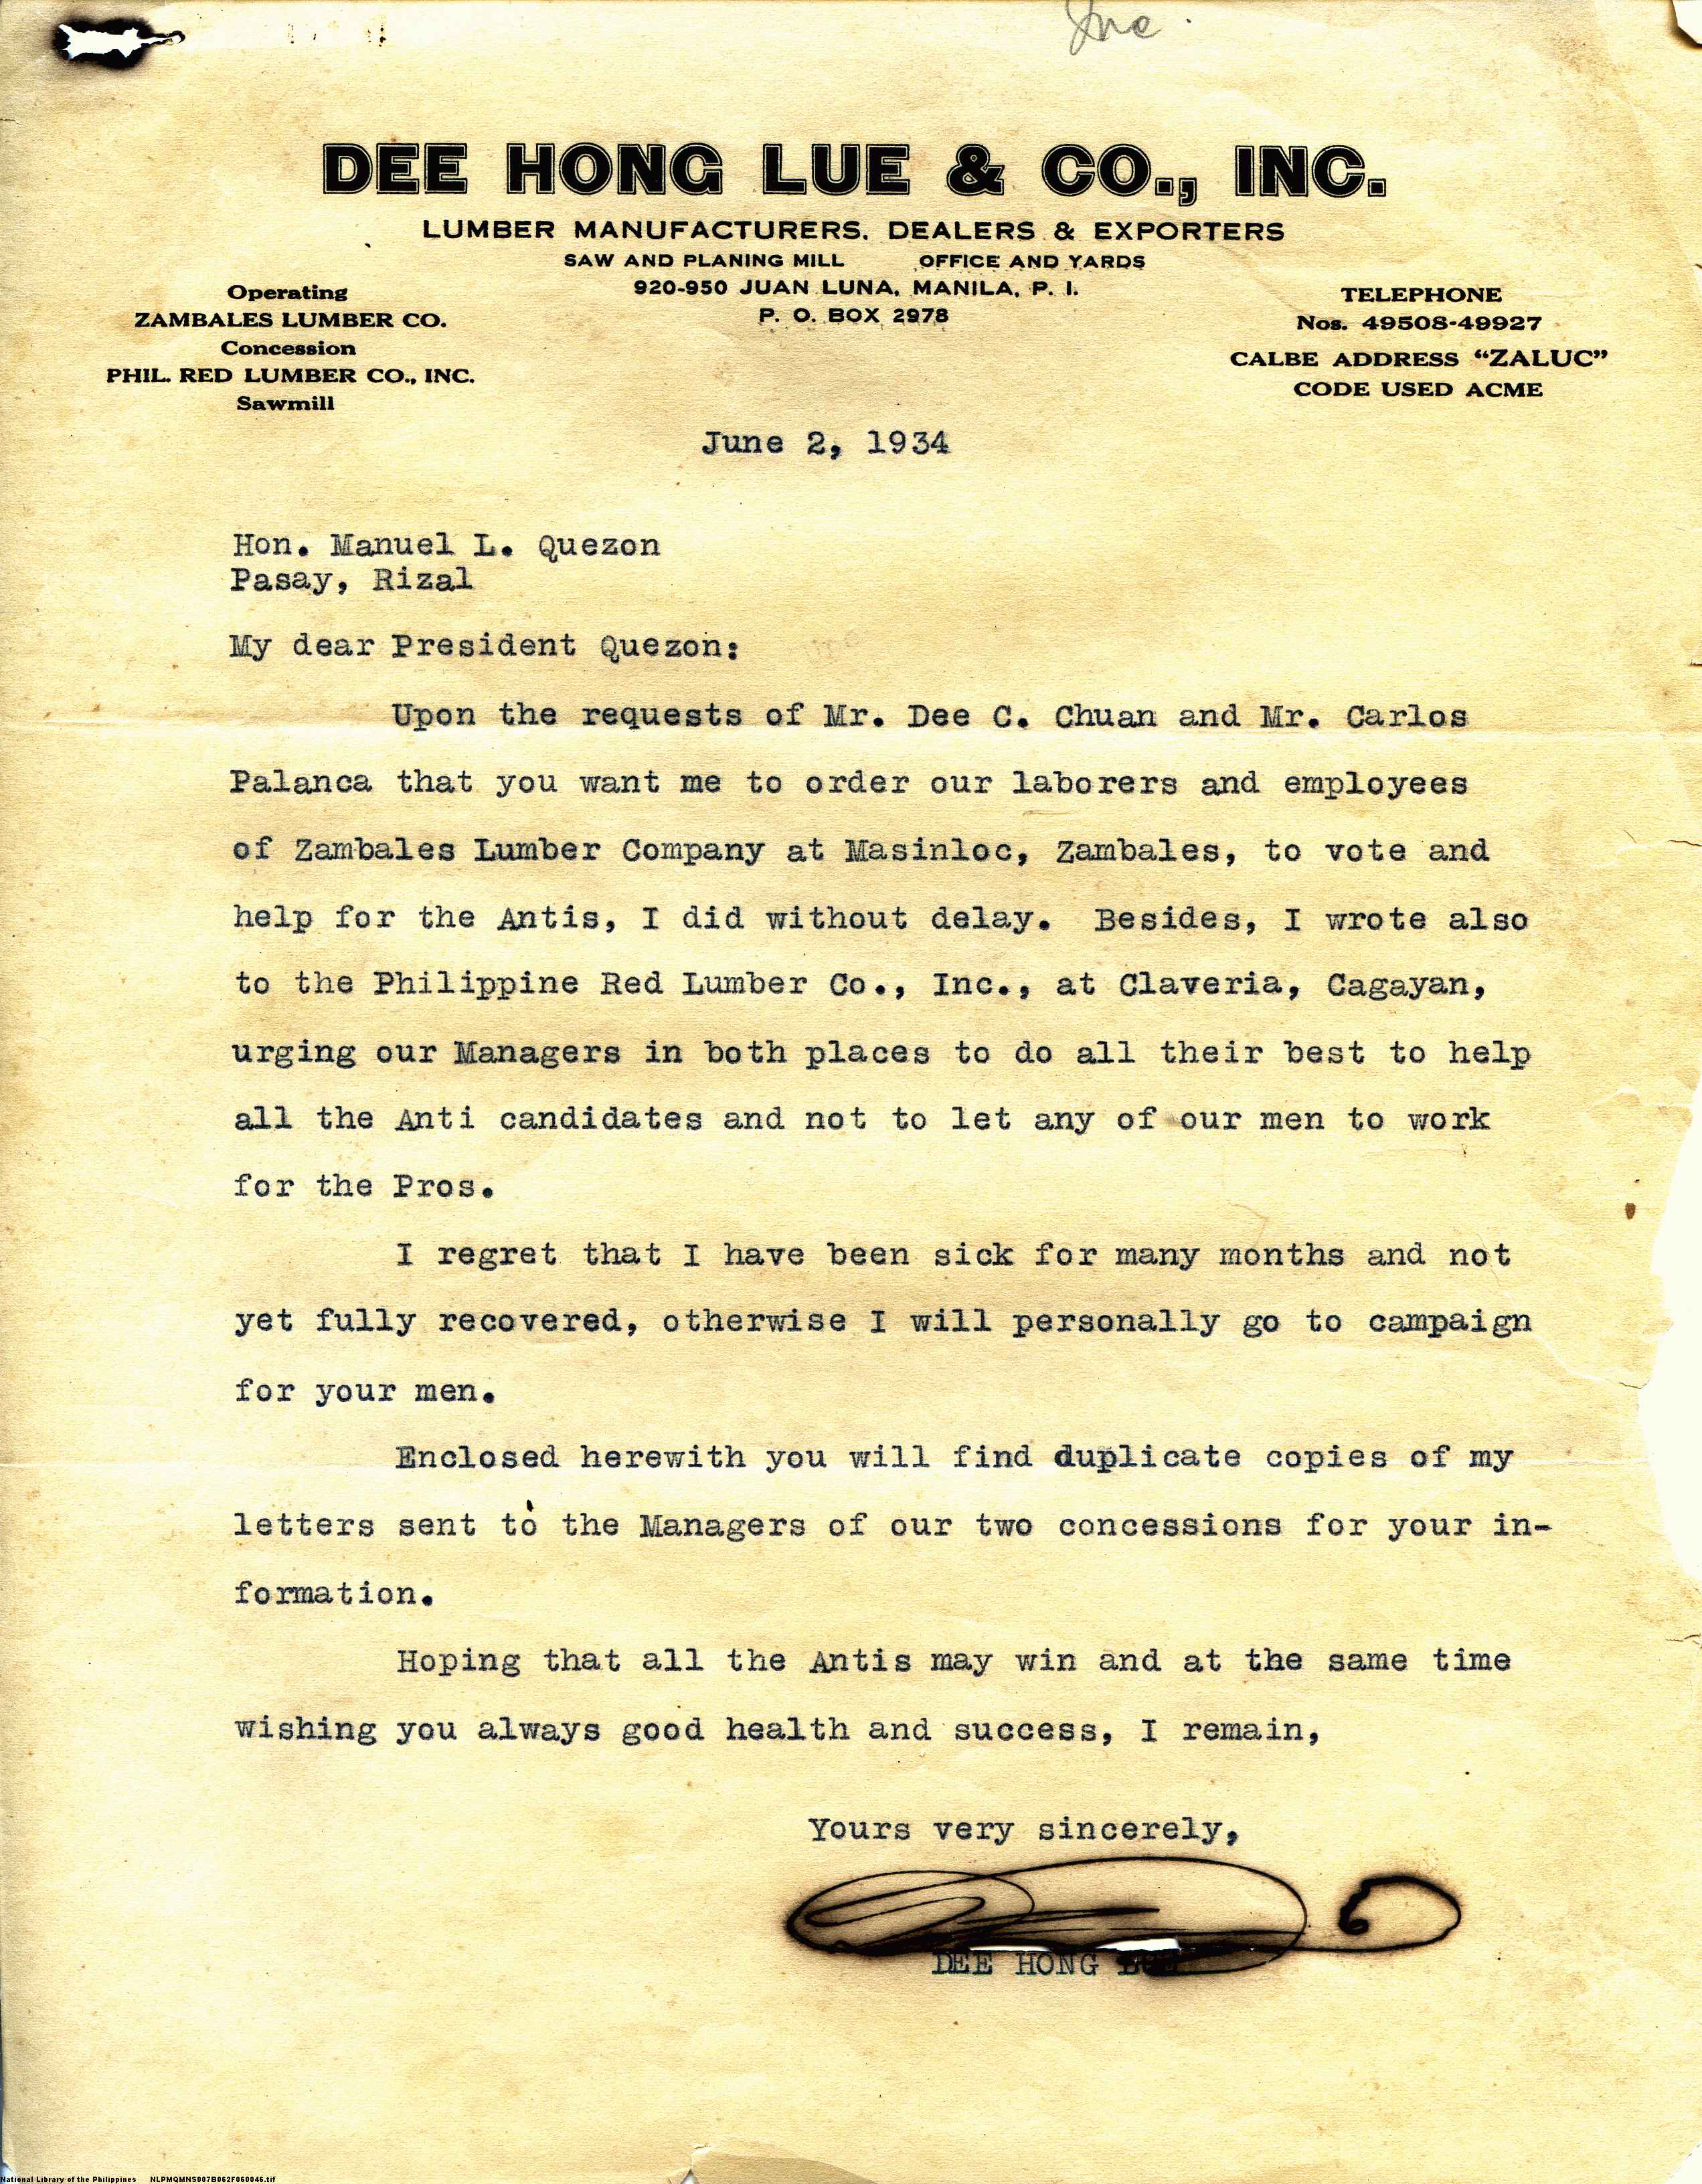 Inc.
DEE HONG LUE & CO., INC.
LUMBER MANUFACTURERS, DEALERS & EXPORTERS
SAW AND PLANING MILL OFFICE AND YARDS
920-950 JUAN LUNA, MANILA, P. I.
P. O. BOX 2978
Operating
ZAMBALES LUMBER CO.
Concession
PHIL. RED LUMBER CO., INC.
Sawmill
TELEPHONE
Nos. 49508-49927
CALBE ADDRESS “ZALUC”
CODE USED ACME
June 2, 1934
Hon. Manuel L. Quezon
Pasay, Rizal
My dear President Quezon:
Upon the requests of Mr. Dee C. Chuan and Mr. Carlos
Palanca that you want me to order our laborers and employees
of Zambales Lumber Company at Masinloc, Zambales, to vote and
help for the Antis, I did without delay. Besides, I wrote also
to the Philippine Red Lumber Co., Inc., at Claveria, Cagayan,
urging our Managers in both places to do all their best to help
all the Anti candidates and not to let any of our men to work
for the Pros.
I regret that I have been sick for many months and not
yet fully recovered, otherwise I will personally go to campaign
for your men.
Enclosed herewith you will find duplicate copies of my
letters sent to the Managers of our two concessions for your in-
formation.
Hoping that all the Antis may win and at the same time
wishing you always good health and success, I remain,
Yours very sincerely,
DEE HONG LUE
National Library of the Philippines NLPMQMNS007B062F060046.tif